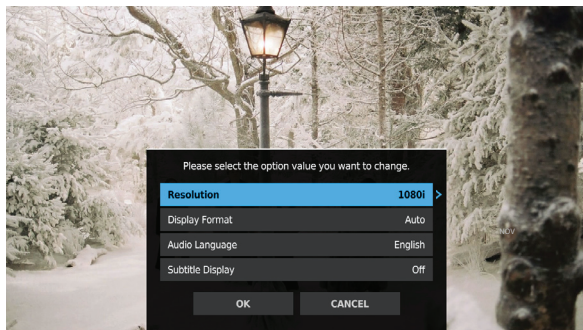 Please select the option value you want to change.
Resolution 1080i >
Display Format Auto
Audio Language English
Subtitle Display Off
OK CANCEL